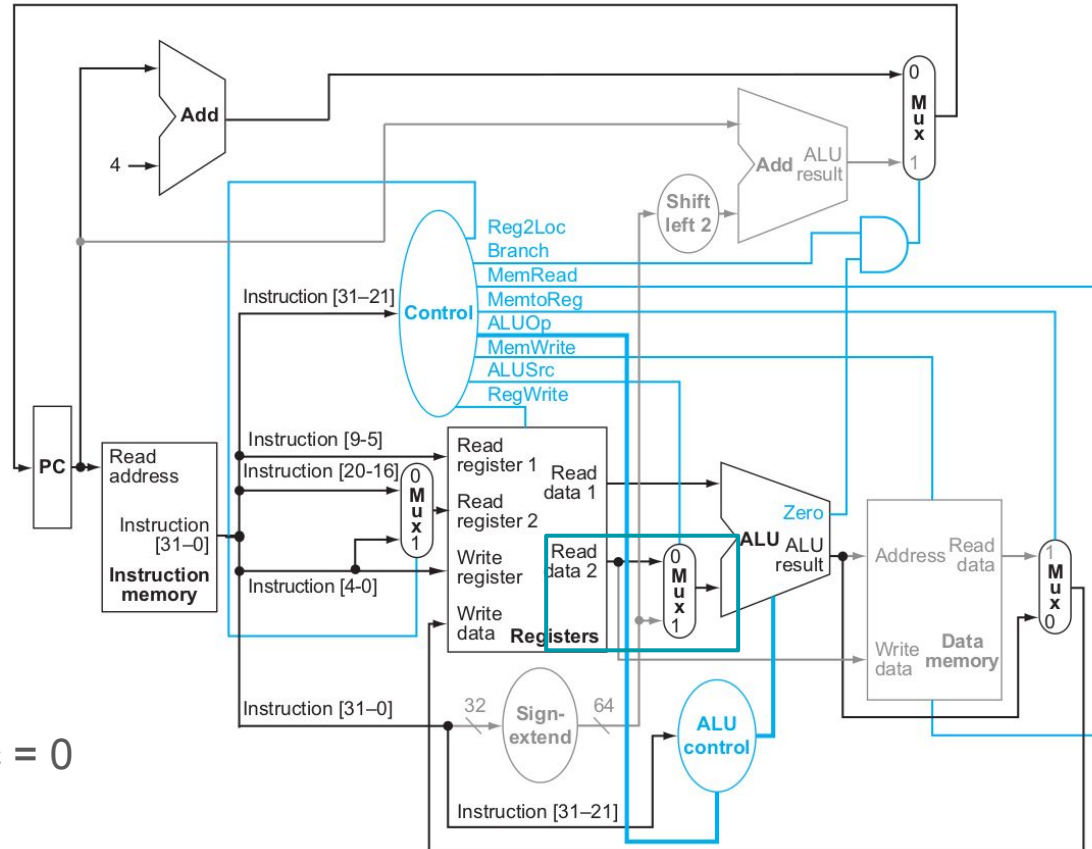 Add
4
0
Mux
1
Add
ALU
result
Shift
left 2
Reg2Loc
Branch
MemRead
MemtoReg
ALUOp
MemWrite
ALUSrc
RegWrite
Control
Instruction [31–21]
PC
Read
address
Instruction
[31–0]
Instruction
memory
Instruction [9-5]
Instruction [20-16]
Instruction [4-0]
0
Mux
1
Read
register 1
Read
register 2
Write
register
Write
data
Read
data 1
Read
data 2
Registers
0
Mux
1
Zero
ALU
ALU
result
Address
Read
data
Write
data
Data
memory
1
Mux
0
Instruction [31–0]
32
Sign-
extend
64
ALU
control
Instruction [31–21]
= 0